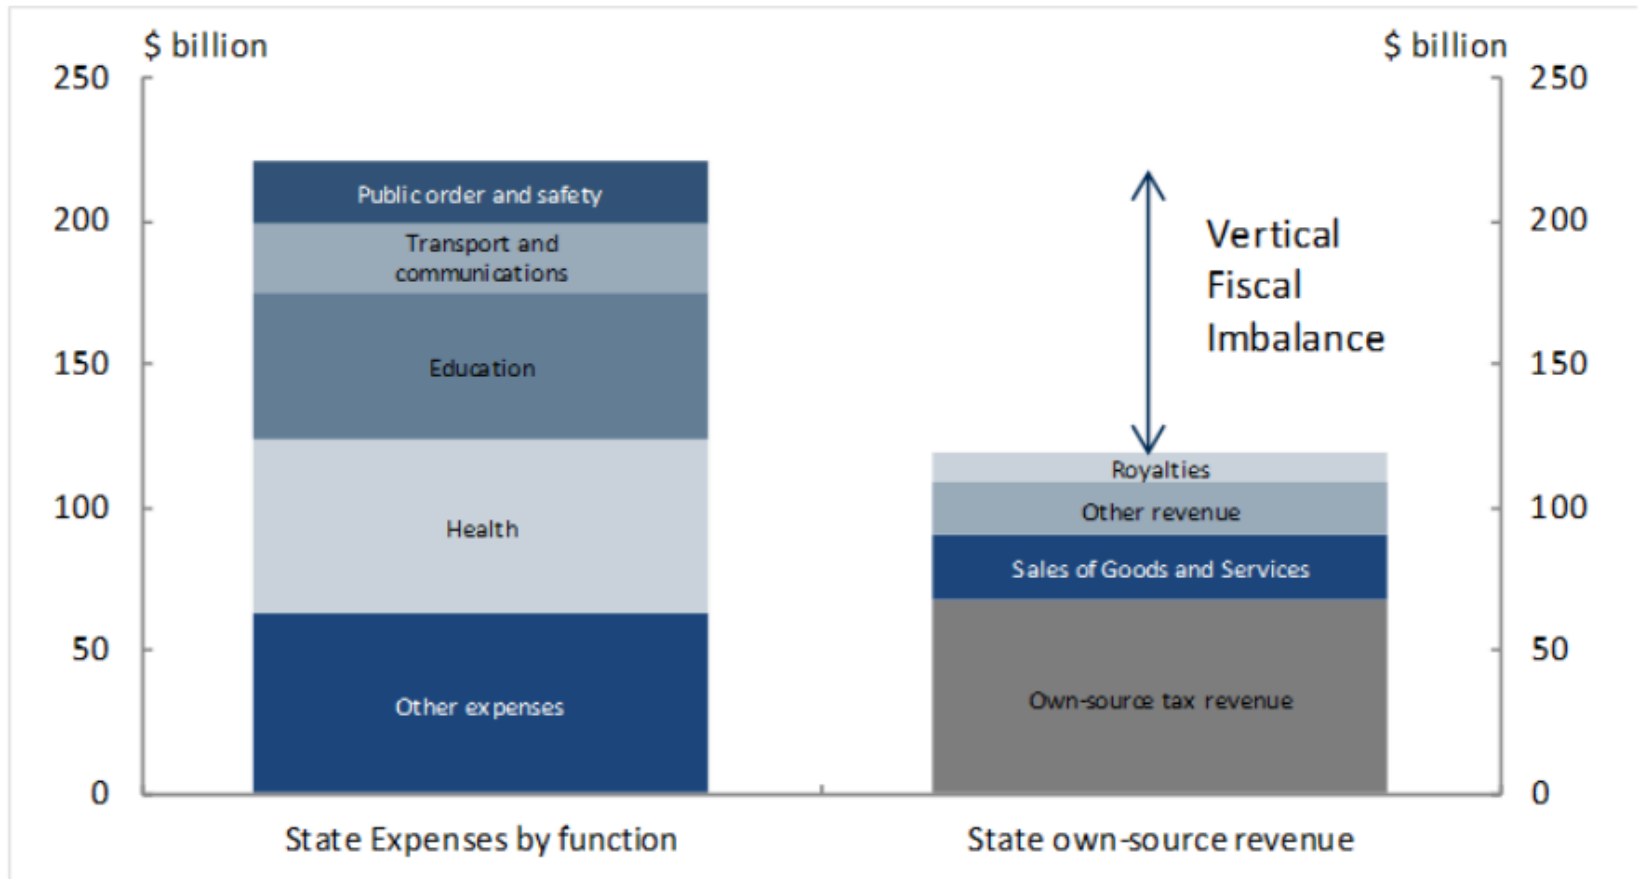 $ billion
$ billion
250
200
150
100
50
0
Public order and safety
Transport and
communications
Education
Health
Other expenses
Vertical
Fiscal
Imbalance
Royalties
Other revenue
Sales of Goods and Services
Own-source tax revenue
250
200
150
100
50
0
State Expenses by function
State own-source revenue